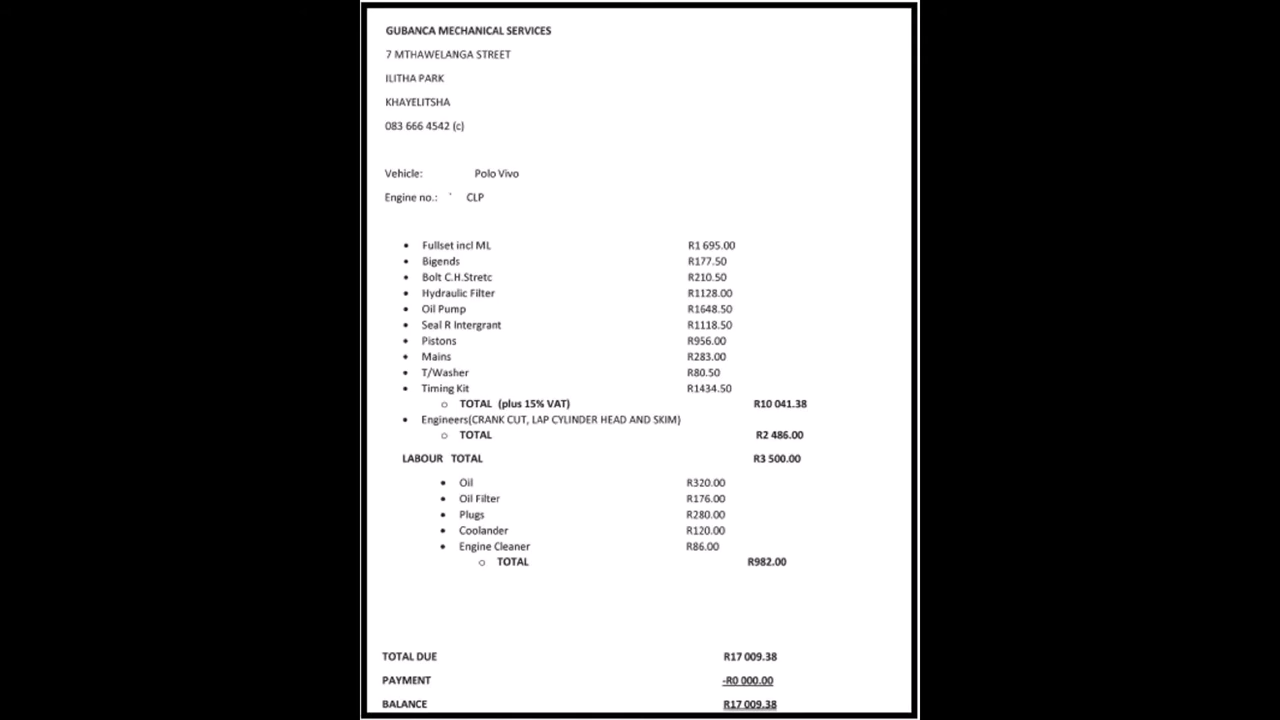 GUBANCA MECHANICAL SERVICES
7 MTHAWELANGA STREET
ILITHA PARK
KHAYELITSHA
083 666 4542 (c)
Vehicle: Polo Vivo
Engine no.: ` CLP
• Fullset incl ML R1 695.00
• Bigends R177.50
• Bolt C.H.Stretc R210.50
• Hydraulic Filter R1128.00
• Oil Pump R1648.50
• Seal R Intergrant R1118.50
• Pistons R956.00
• Mains R283.00
• T/Washer R80.50
• Timing Kit R1434.50
o TOTAL (plus 15% VAT) R10 041.38
• Engineers(CRANK CUT, LAP CYLINDER HEAD AND SKIM)
o TOTAL R2 486.00
LABOUR TOTAL R3 500.00
• Oil R320.00
• Oil Filter R176.00
• Plugs R280.00
• Coolander R120.00
• Engine Cleaner R86.00
o TOTAL R982.00
TOTAL DUE R17 009.38
PAYMENT -R0 000.00
BALANCE R17 009.38